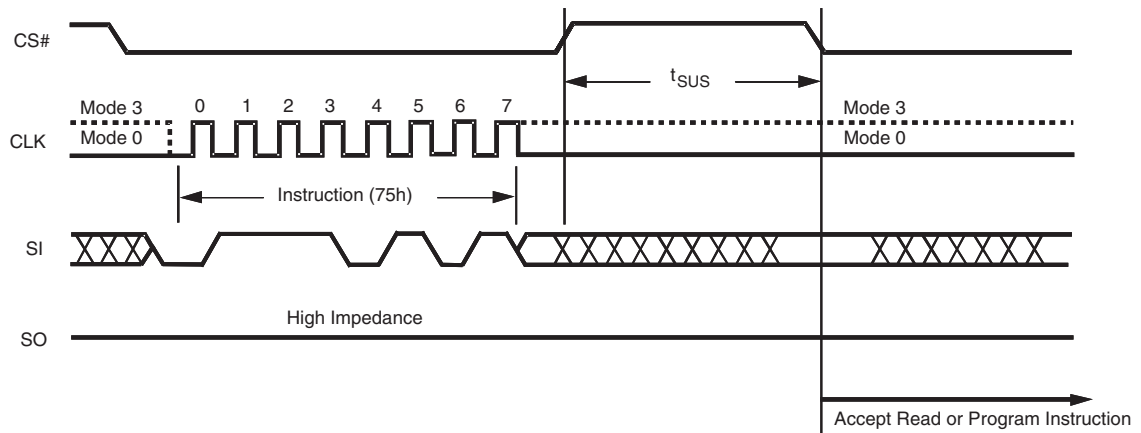 CS#
tSUS
Mode 3
0 1 2 3 4 5 6 7
Mode 3
CLK
Mode 0
Mode 0
Instruction (75h)
SI
High Impedance
SO
Accept Read or Program Instruction